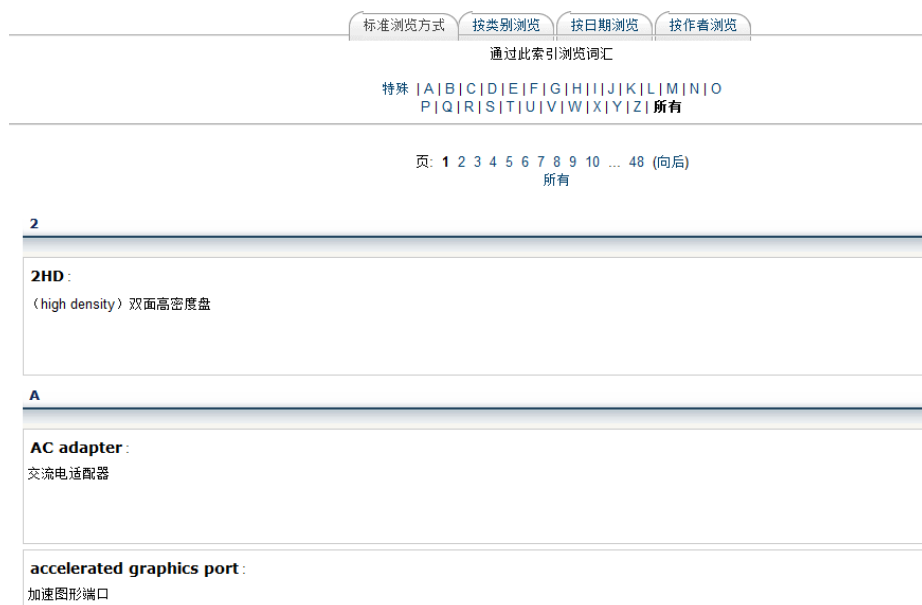 标准浏览方式 按类别浏览 按日期浏览 按作者浏览
通过此索引浏览词汇
特殊 | A | B | C | D | E | F | G | H | I | J | K | L | M | N | O
P | Q | R | S | T | U | V | W | X | Y | Z | 所有
页: 1 2 3 4 5 6 7 8 9 10 ... 48 (向后)
所有
2
2HD :
（high density）双面高密度盘
A
AC adapter :
交流电适配器
accelerated graphics port :
加速图形端口